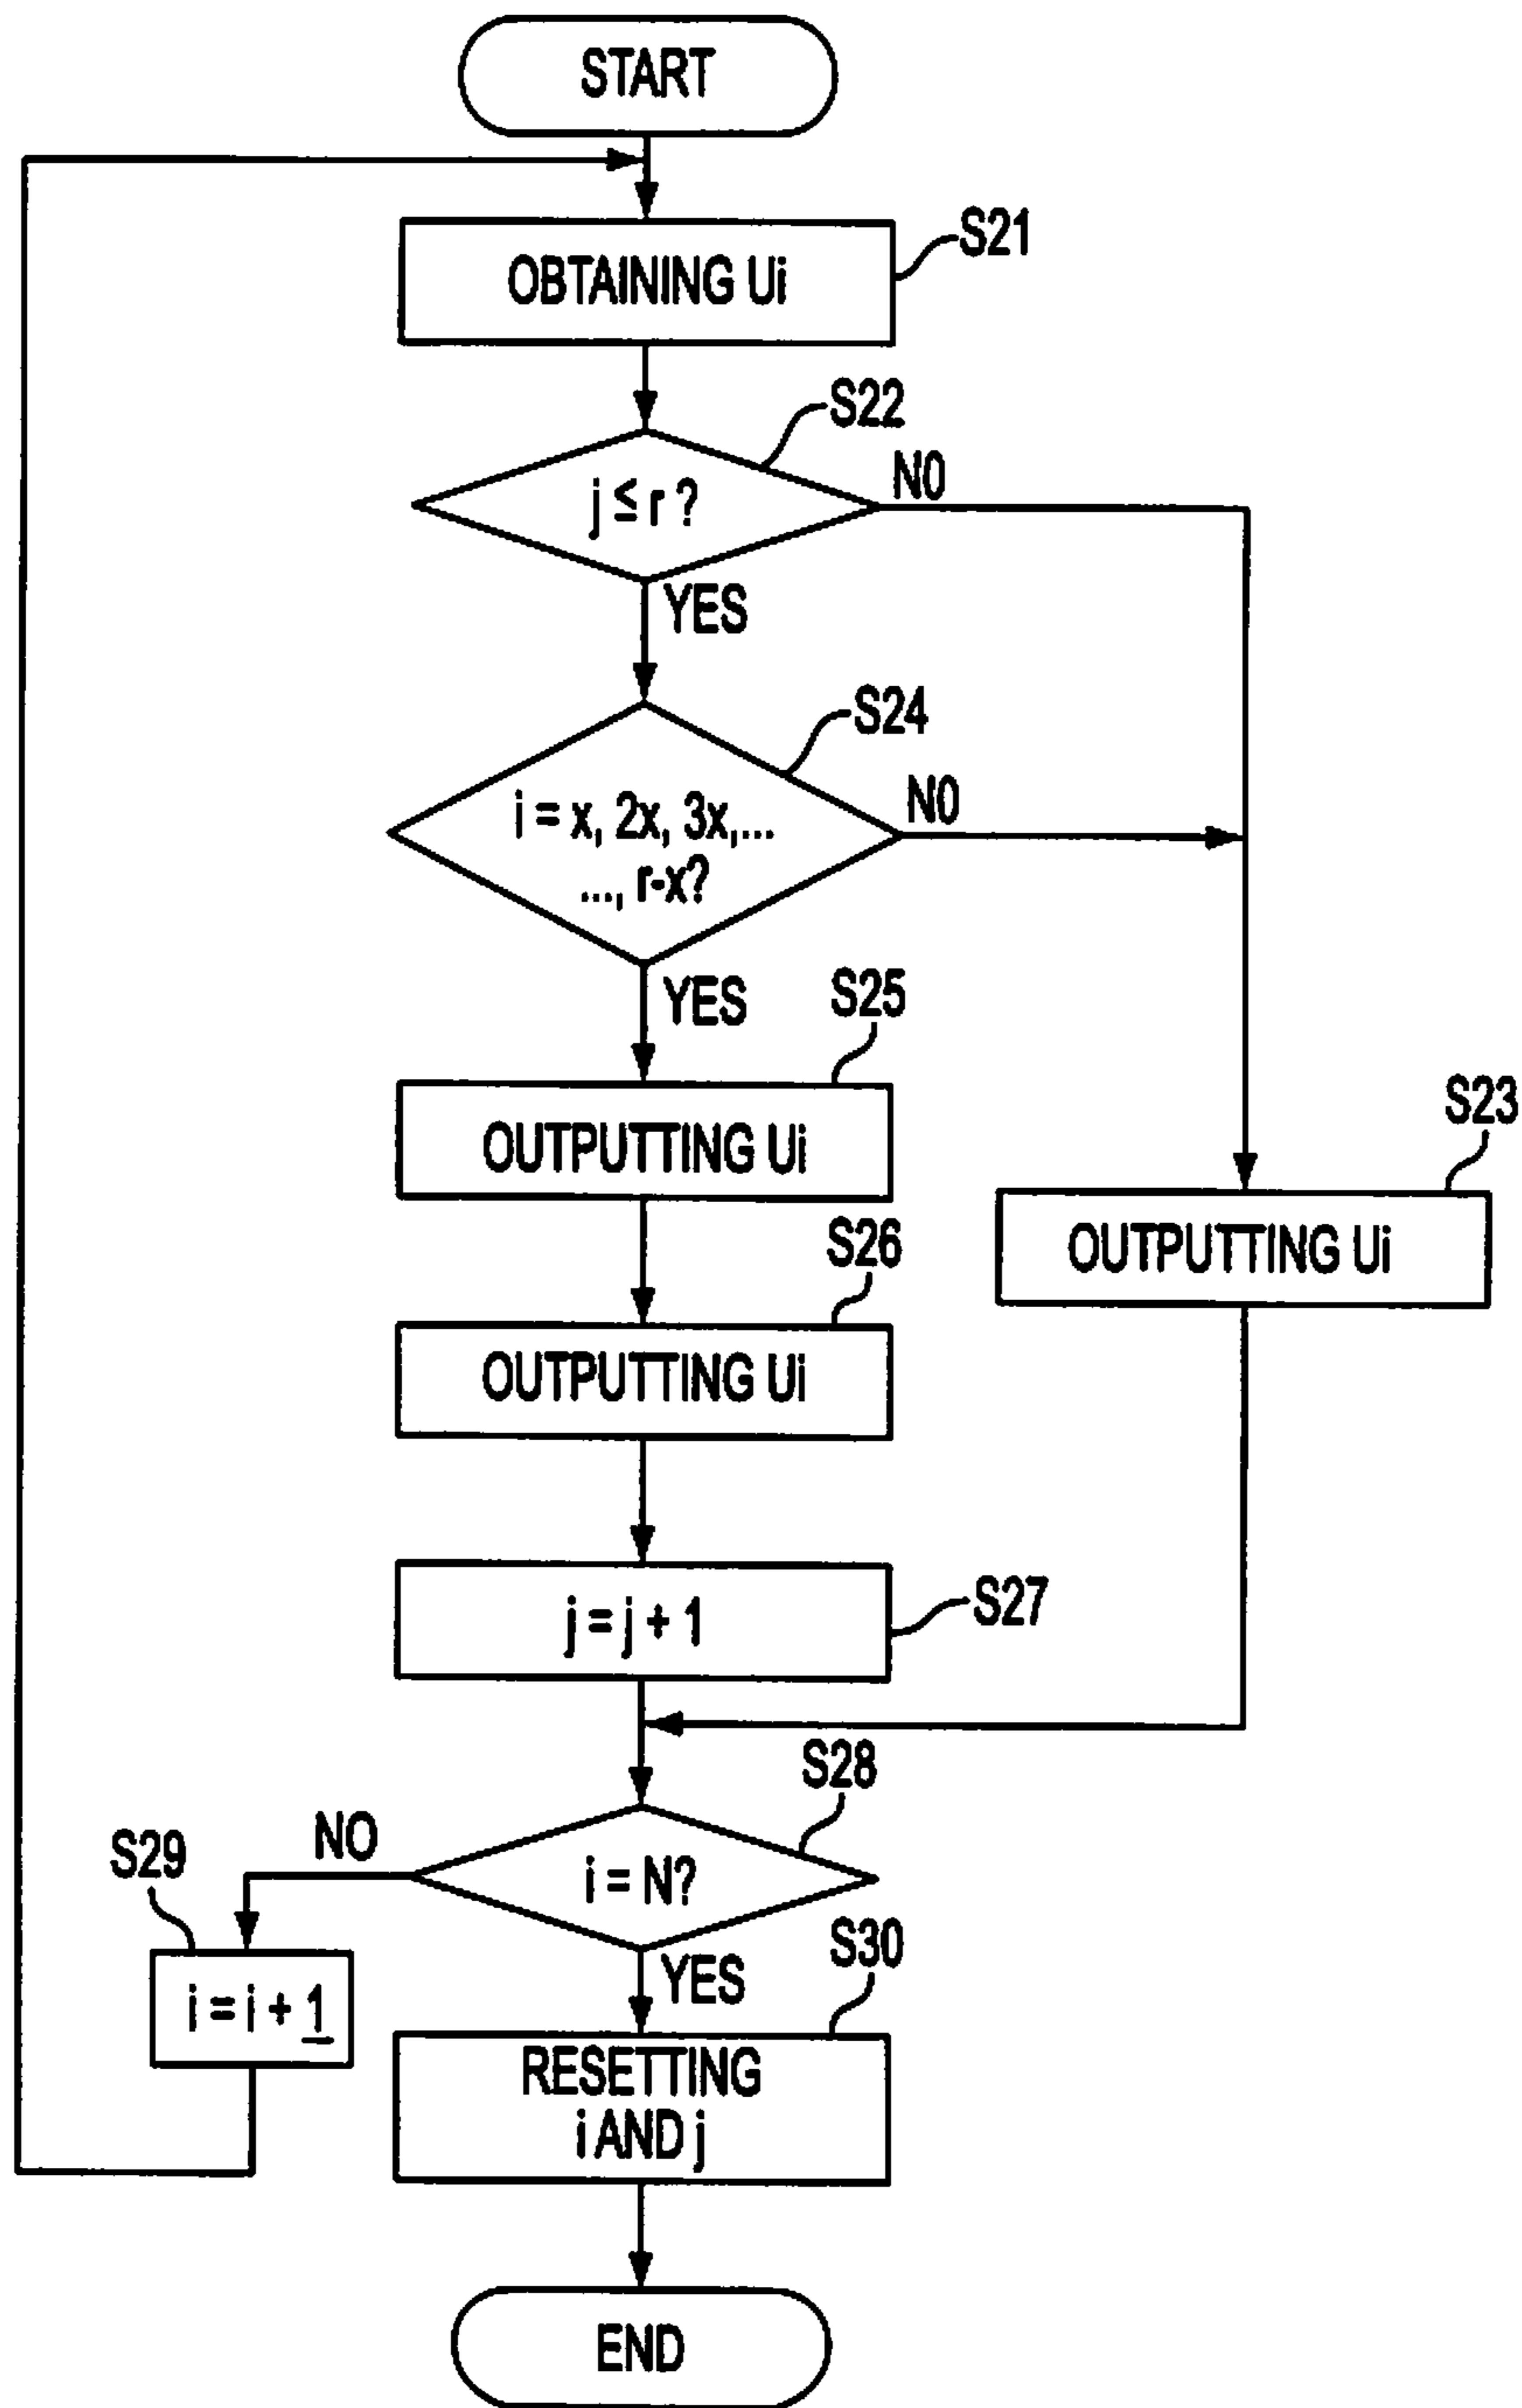 START
OBTAINING Ui
S21
S22
j ≤ r ?
NO
YES
S24
i = x, 2x, 3x,...
..., r-x?
NO
YES
S25
OUTPUTTING Ui
S23
OUTPUTTING Ui
S26
OUTPUTTING Ui
j = j + 1
S27
S28
i = N?
NO
S29
i = i + 1
YES
S30
RESETTING
i AND j
END